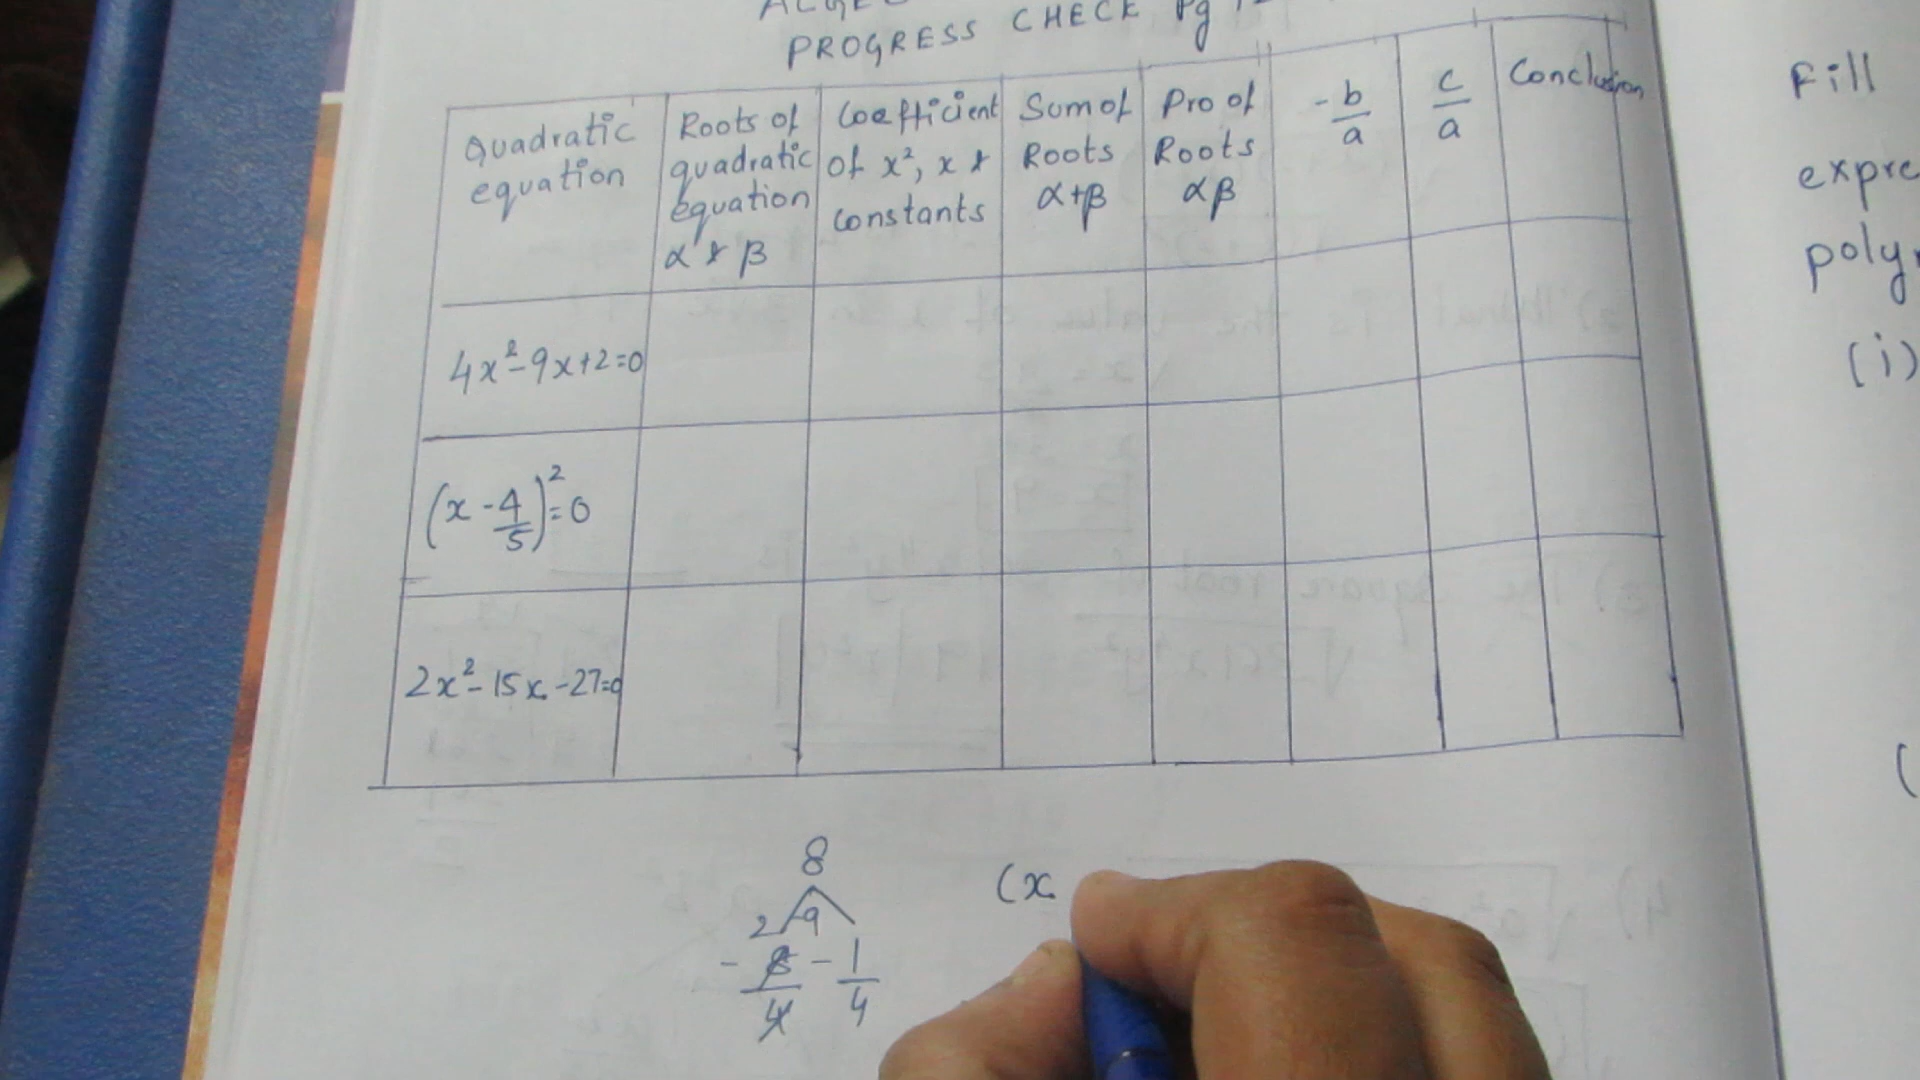 PROGRESS CHECK Pg
Quadratic equation
Roots of quadratic equation α & β
Coefficient of x², x & constants
Sum of Roots α+β
Pro of Roots αβ
-b/a
c/a
Conclusion
4x²-9x+2=0
(x-4/5)²=0
2x²-15x-27=0
8
2 9
-8/4 -1/4
(x
Fill
(i)
(